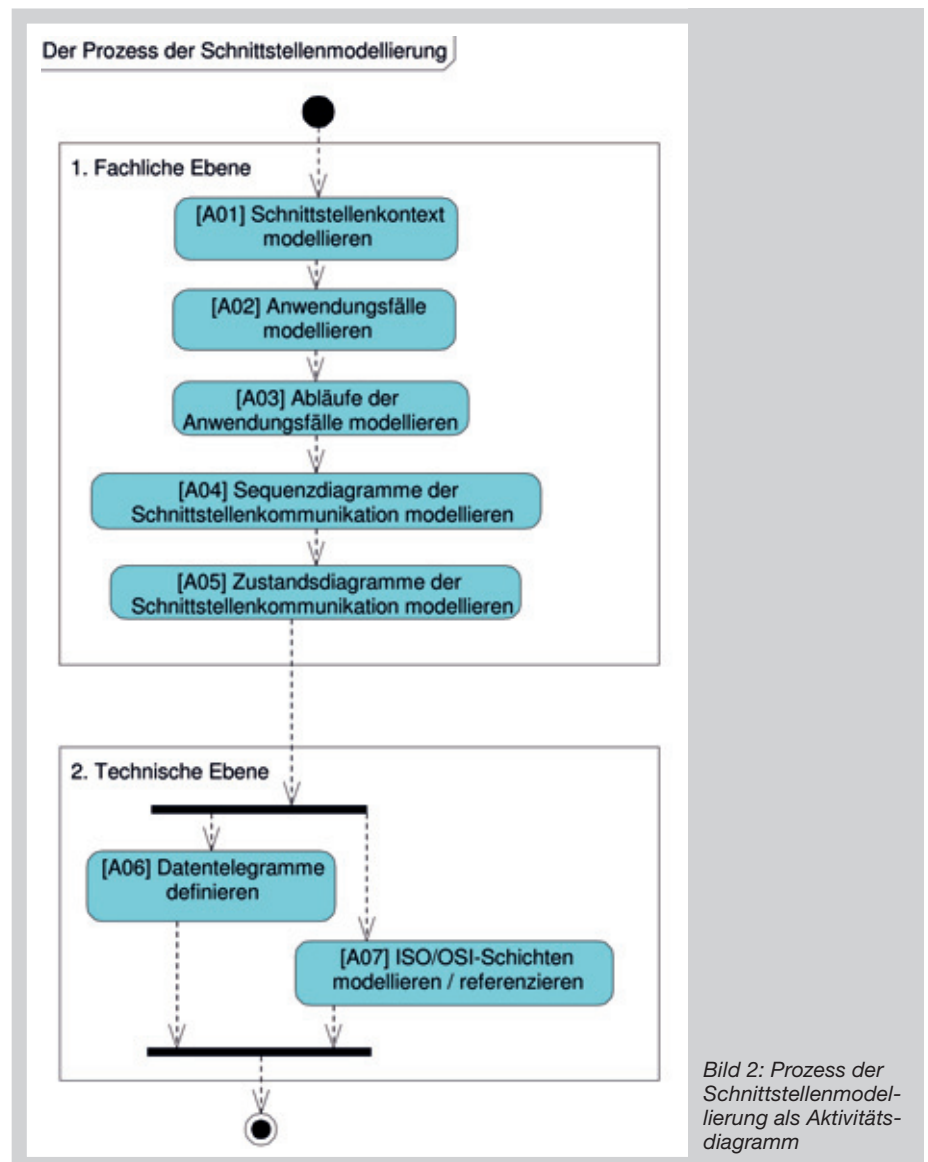 Der Prozess der Schnittstellenmodellierung
1. Fachliche Ebene
[A01] Schnittstellenkontext
modellieren
[A02] Anwendungsfälle
modellieren
[A03] Abläufe der
Anwendungsfälle modellieren
[A04] Sequenzdiagramme der
Schnittstellenkommunikation modellieren
[A05] Zustandsdiagramme der
Schnittstellenkommunikation modellieren
2. Technische Ebene
[A06] Datentelegramme
definieren
[A07] ISO/OSI-Schichten
modellieren / referenzieren
Bild 2: Prozess der
Schnittstellenmodel-
lierung als Aktivitäts-
diagramm